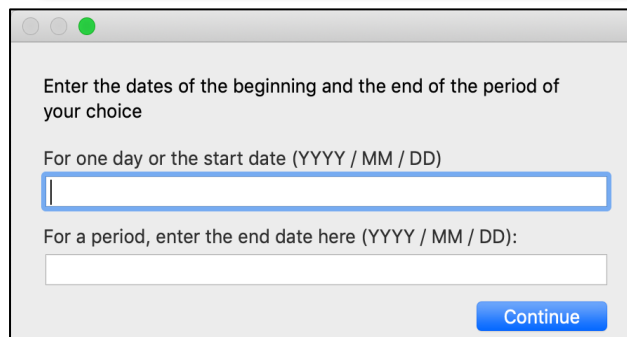 Enter the dates of the beginning and the end of the period of
your choice
For one day or the start date (YYYY / MM / DD)
For a period, enter the end date here (YYYY / MM / DD):
Continue